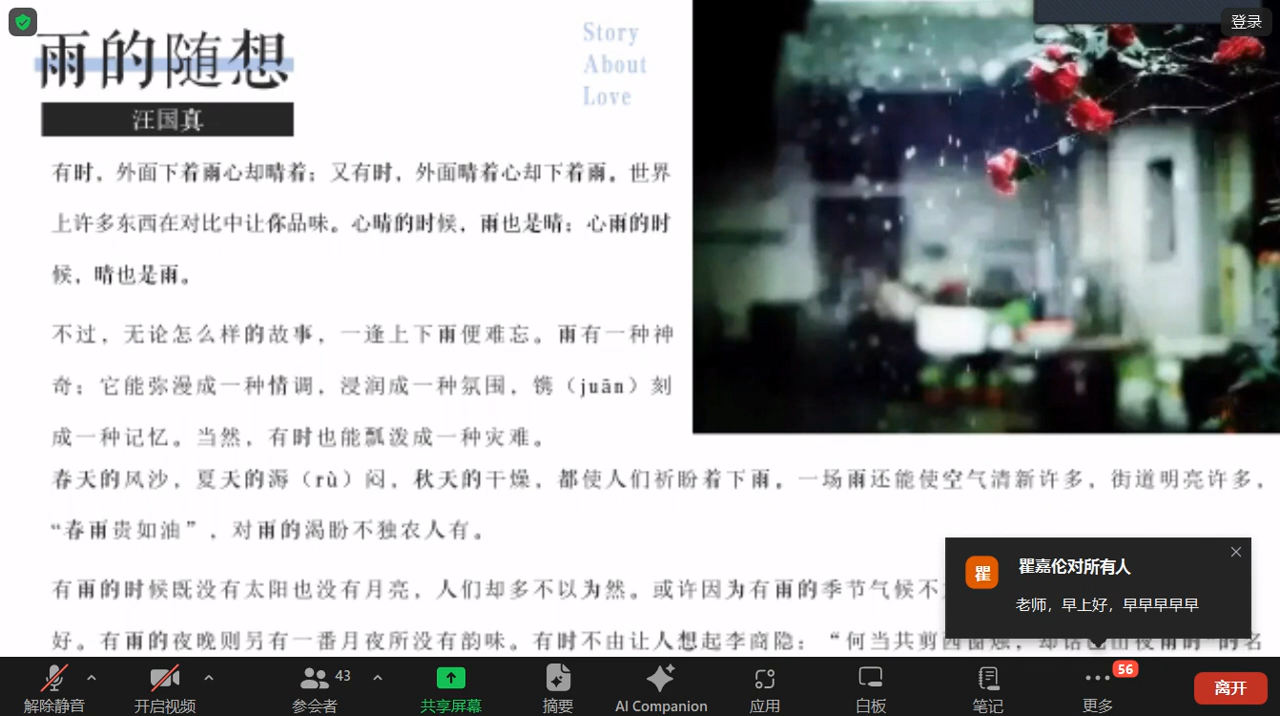 登录
雨的随想
汪国真
Story
About
Love
有时，外面下着雨心却晴着；又有时，外面晴着心却下着雨。世界
上许多东西在对比中让你品味。心晴的时候，雨也是晴；心雨的时
候，晴也是雨。
不过，无论怎么样的故事，一逢上下雨便难忘。雨有一种神
奇；它能弥漫成一种情调，浸润成一种氛围，镌（juān）刻
成一种记忆。当然，有时也能瓢泼成一种灾难。
春天的风沙，夏天的溽（rù）闷，秋天的干燥，都使人们祈盼着下雨。一场雨还能使空气清新许多，街道明亮许多，
“春雨贵如油”，对雨的渴盼不独农人有。
有雨的时候既没有太阳也没有月亮，人们却多不以为然。或许因为有雨的季节气候不
好。有雨的夜晚则另有一番月夜所没有韵味。有时不由让人想起李商隐：“何当共剪西窗烛，却话巴山夜雨时”的名
瞿
瞿嘉伦对所有人
老师，早上好，早早早早早
解除静音
开启视频
43
参会者
共享屏幕
摘要
AI Companion
应用
白板
笔记
56
更多
离开